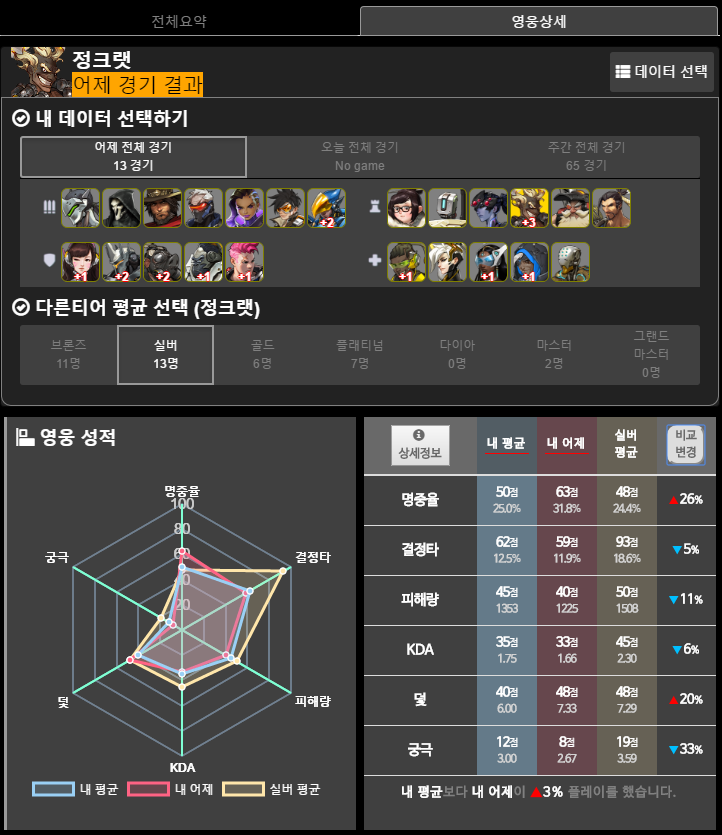 전체요약 영웅상세
정크랫
어제 경기 결과
데이터 선택
내 데이터 선택하기
어제 전체 경기 오늘 전체 경기 주간 전체 경기
13 경기 No game 65 경기
+2 +3
+1 +2 +2 +1 +1 +1 +1 +1
다른티어 평균 선택 (정크랫)
브론즈 실버 골드 플래티넘 다이아 마스터 그랜드 마스터
11명 13명 6명 7명 0명 2명 0명
영웅 성적
명중율
100
80
60
40
20
결정타
피해량
KDA
덫
궁극
내 평균 내 어제 실버 평균
상세정보 내 평균 내 어제 실버 평균 비교 변경
명중율 50점 63점 48점 ▲26%
25.0% 31.8% 24.4%
결정타 62점 59점 93점 ▼5%
12.5% 11.9% 18.6%
피해량 45점 40점 50점 ▼11%
1353 1225 1508
KDA 35점 33점 45점 ▼6%
1.75 1.66 2.30
덫 40점 48점 48점 ▲20%
6.00 7.33 7.29
궁극 12점 8점 19점 ▼33%
3.00 2.67 3.59
내 평균보다 내 어제이 ▲3% 플레이를 했습니다.